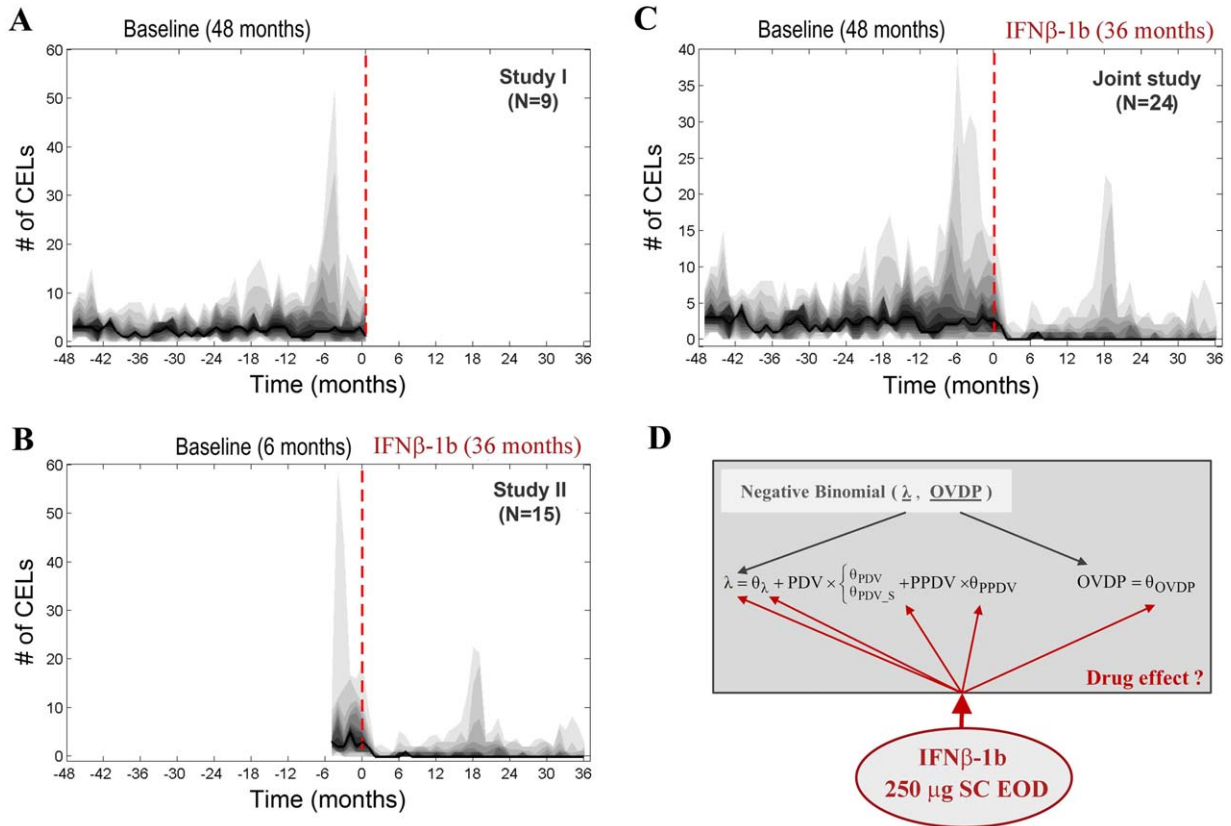 A
Baseline (48 months)
Study I
(N=9)
# of CELs
60
50
40
30
20
10
0
-48 -42 -36 -30 -24 -18 -12 -6 0 6 12 18 24 30 36
Time (months)
B
Baseline (6 months) IFNβ-1b (36 months)
Study II
(N=15)
# of CELs
60
50
40
30
20
10
0
-48 -42 -36 -30 -24 -18 -12 -6 0 6 12 18 24 30 36
Time (months)
C
Baseline (48 months) IFNβ-1b (36 months)
Joint study
(N=24)
# of CELs
40
35
30
25
20
15
10
5
0
-48 -42 -36 -30 -24 -18 -12 -6 0 6 12 18 24 30 36
Time (months)
D
Negative Binomial ( λ , OVDP )
λ = θλ + PDV × { θPDV θPDV_S + PPDV × θPPDV OVDP = θOVDP
Drug effect ?
IFNβ-1b
250 µg SC EOD